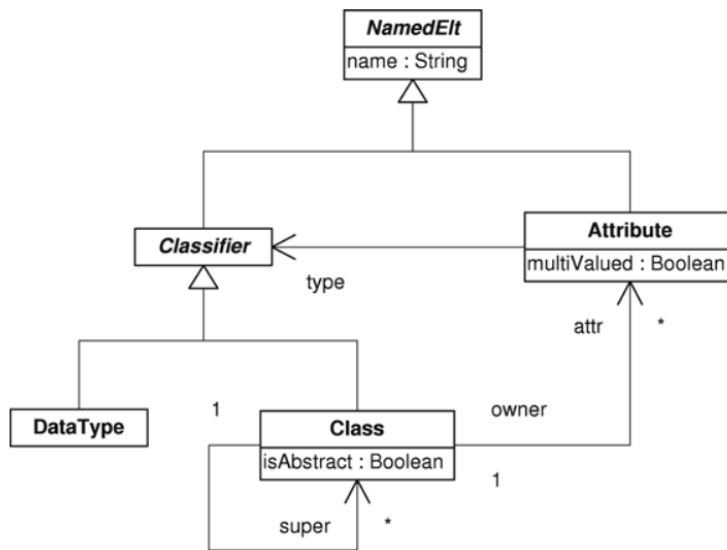 NamedElt
name : String
Classifier
Attribute
multiValued : Boolean
type
attr
*
DataType
1
Class
isAbstract : Boolean
owner
1
super
*